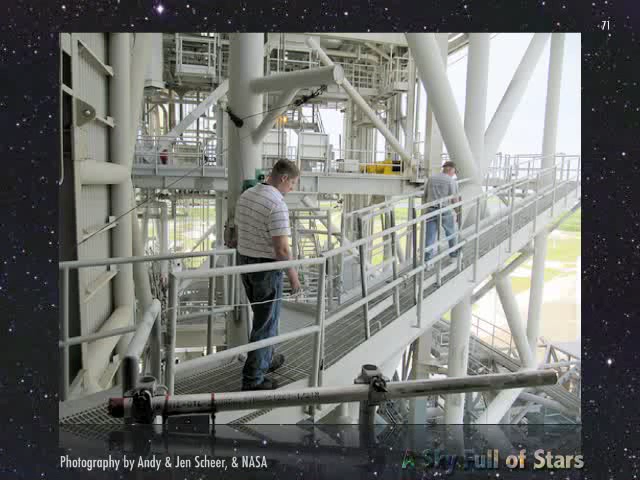 71
Photography by Andy & Jen Scheer, & NASA
A Sky Full of Stars